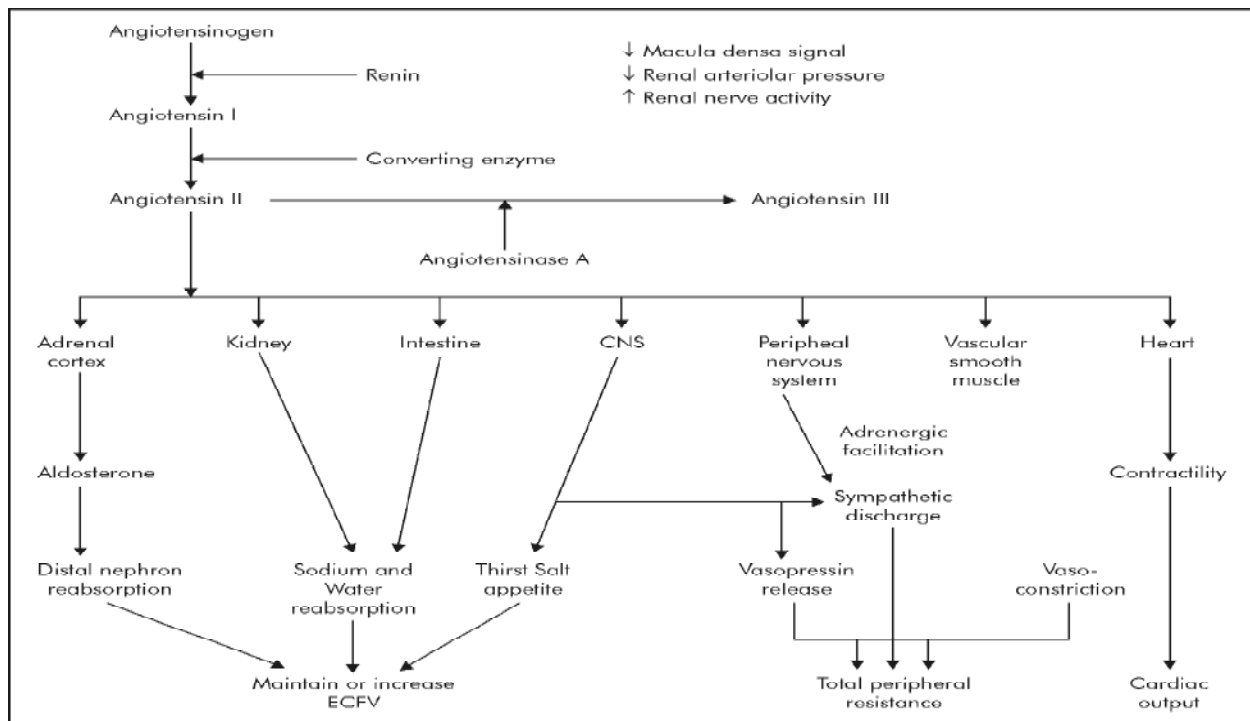 Angiotensinogen
↓ Macula densa signal
Renin
↓ Renal arteriolar pressure
↑ Renal nerve activity
Angiotensin I
Converting enzyme
Angiotensin II
Angiotensin III
Angiotensinase A
Adrenal
cortex
Kidney
Intestine
CNS
Peripheal
nervous
system
Vascular
smooth
muscle
Heart
Adrenergic
facilitation
Aldosterone
Contractility
Sympathetic
discharge
Distal nephron
reabsorption
Sodium and
Water
reabsorption
Thirst Salt
appetite
Vasopressin
release
Vaso-
constriction
Maintain or increase
ECFV
Total peripheral
resistance
Cardiac
output